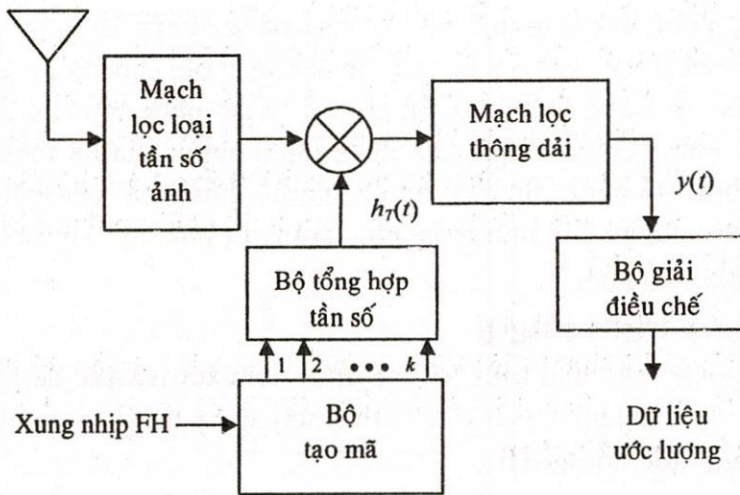 Mạch
lọc loại
tần số
ảnh
Mạch lọc
thông dải
h_T(t)
y(t)
Bộ tổng hợp
tần số
Bộ giải
điều chế
1 2 ••• k
Xung nhịp FH
Bộ
tạo mã
Dữ liệu
ước lượng